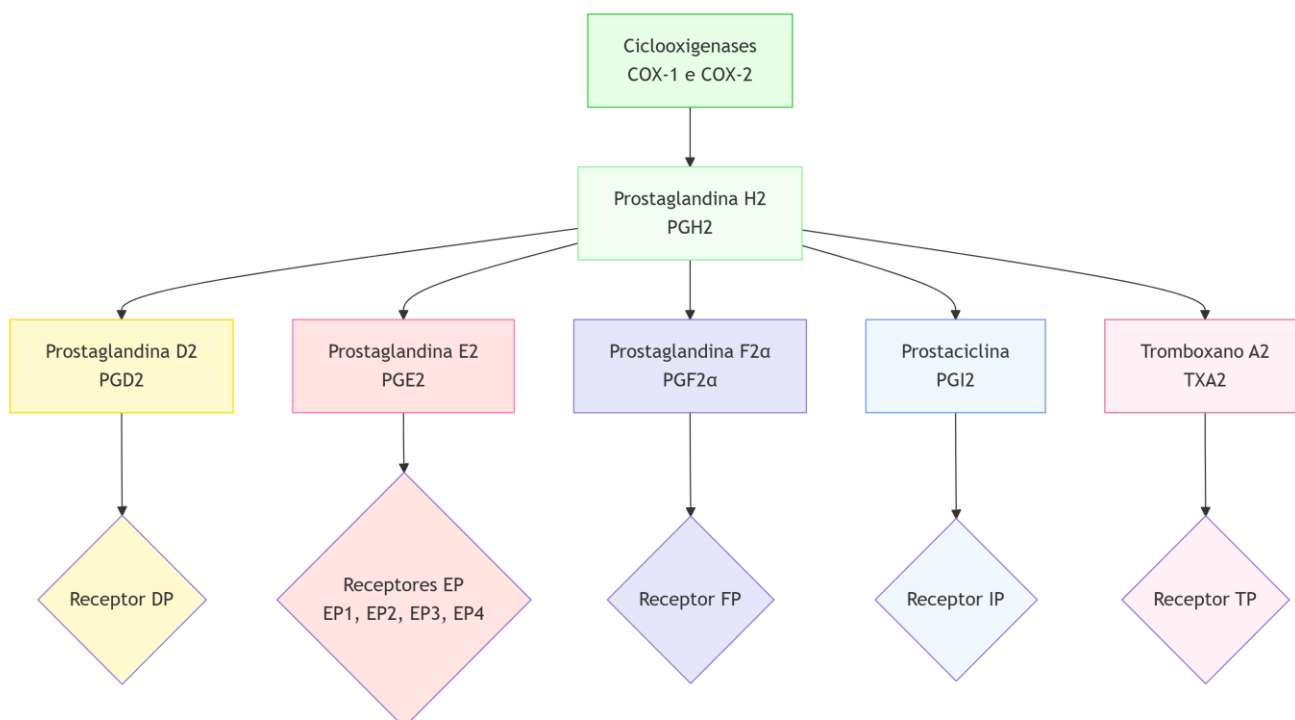 Ciclooxigenases
COX-1 e COX-2
Prostaglandina H2
PGH2
Prostaglandina D2
PGD2
Prostaglandina E2
PGE2
Prostaglandina F2α
PGF2α
Prostaciclina
PGI2
Tromboxano A2
TXA2
Receptor DP
Receptores EP
EP1, EP2, EP3, EP4
Receptor FP
Receptor IP
Receptor TP